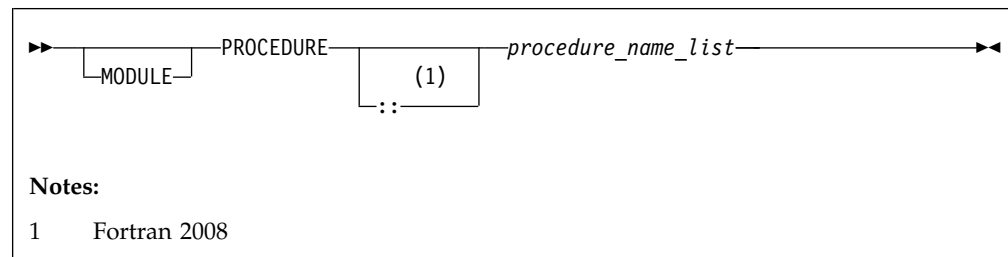 PROCEDURE procedure_name_list
MODULE (1)
::
Notes:
1 Fortran 2008